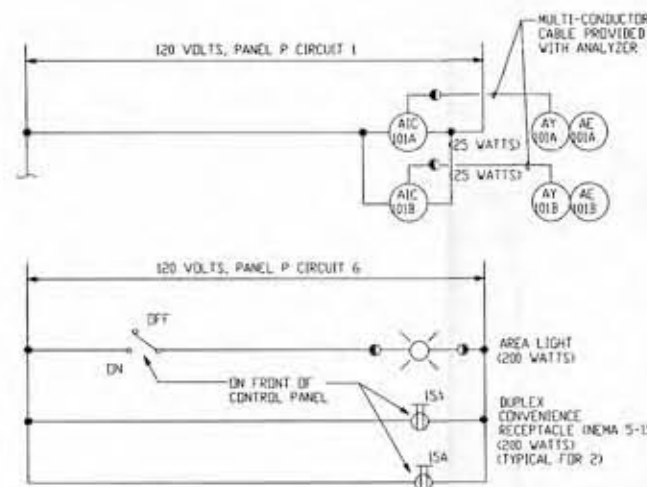 MULTI-CONDUCTOR
CABLE PROVIDED
WITH ANALYZER
120 VOLTS, PANEL P CIRCUIT 1
AIC
101A
(25 WATTS)
AY
101A
AE
001A
(25 WATTS)
AIC
101B
AY
101B
AE
101B
120 VOLTS, PANEL P CIRCUIT 6
OFF
ON
AREA LIGHT
(200 WATTS)
ON FRONT OF
CONTROL PANEL
15A
DUPLEX
CONVENIENCE
RECEPTACLE (NEMA 5-15
(200 WATTS)
(TYPICAL FOR 2)
15A